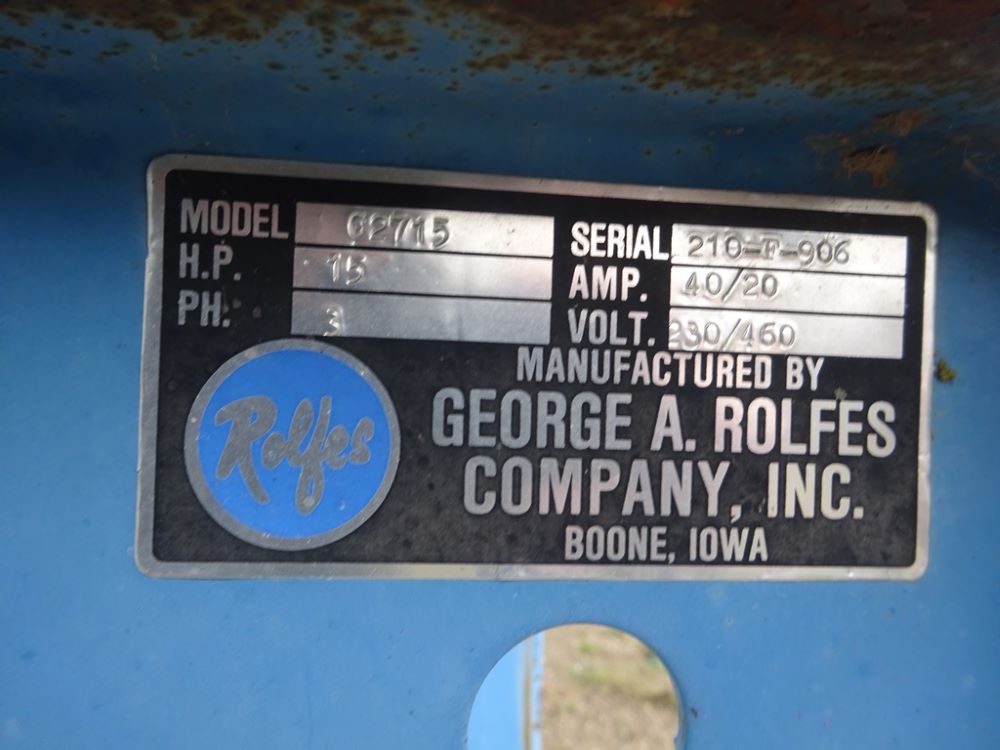 MODEL G2715
H.P. 15
PH: 3
SERIAL 210-F-906
AMP. 40/20
VOLT. 230/460
MANUFACTURED BY
GEORGE A. ROLFES
COMPANY, INC.
BOONE, IOWA
Rolfes